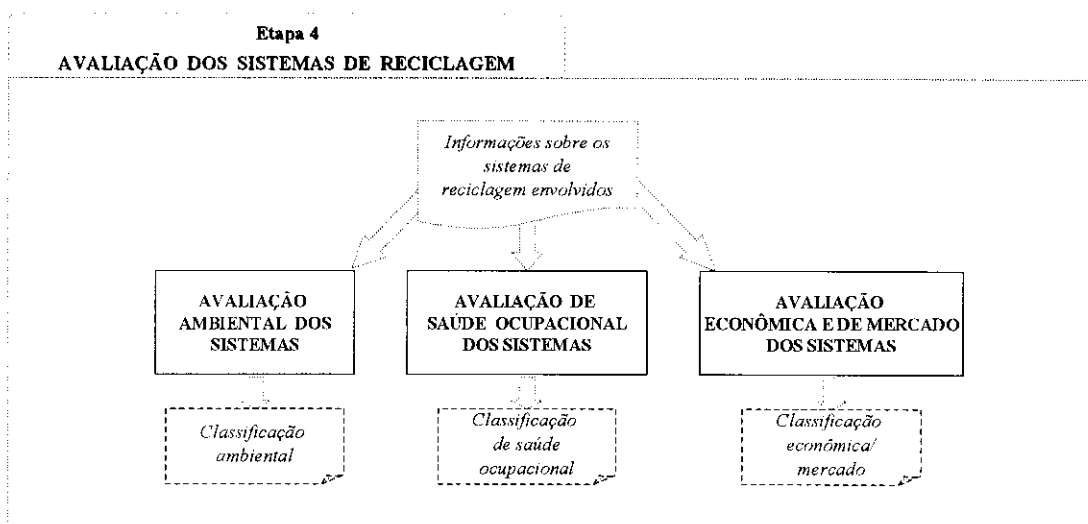 Etapa 4
AVALIAÇÃO DOS SISTEMAS DE RECICLAGEM
Informações sobre os
sistemas de
reciclagem envolvidos
AVALIAÇÃO
AMBIENTAL DOS
SISTEMAS
AVALIAÇÃO DE
SAÚDE OCUPACIONAL
DOS SISTEMAS
AVALIAÇÃO
ECONÔMICA E DE MERCADO
DOS SISTEMAS
Classificação
ambiental
Classificação
de saúde
ocupacional
Classificação
econômica/
mercado